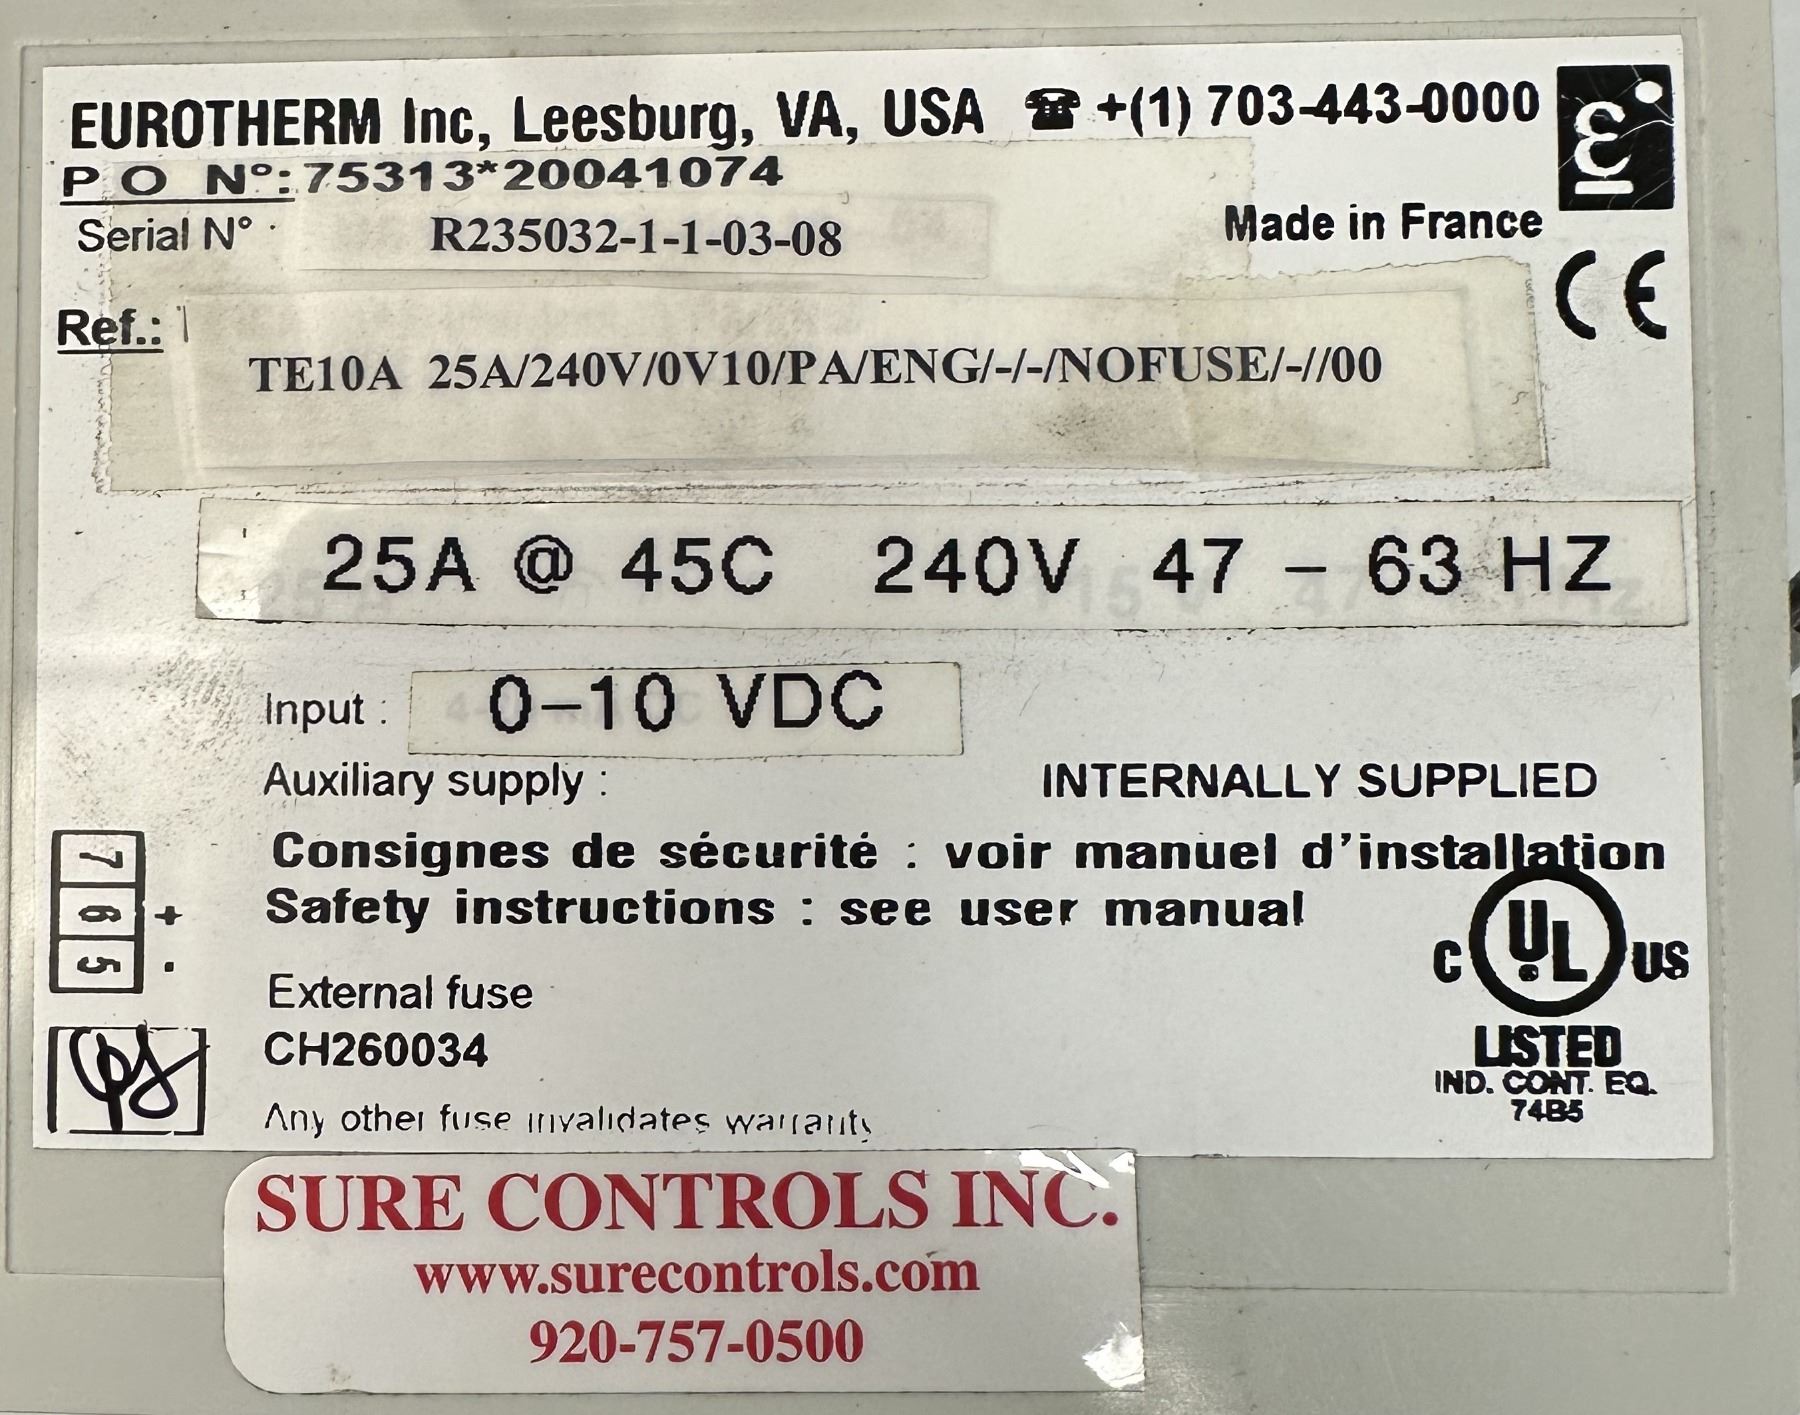 EUROTHERM Inc, Leesburg, VA, USA ☎ +(1) 703-443-0000
P O N°: 75313*20041074
Serial N° R235032-1-1-03-08
Made in France
Ref.: TE10A 25A/240V/0V10/PA/ENG/-/-/NOFUSE/-//00
CE
25A @ 45C 240V 47 - 63 HZ
Input : 0-10 VDC
Auxiliary supply : INTERNALLY SUPPLIED
Consignes de sécurité : voir manuel d'installation
Safety instructions : see user manual
7
6 +
5 -
External fuse
CH260034
Any other fuse invalidates warranty
C UL US
LISTED
IND. CONT. EQ.
74B5
SURE CONTROLS INC.
www.surecontrols.com
920-757-0500